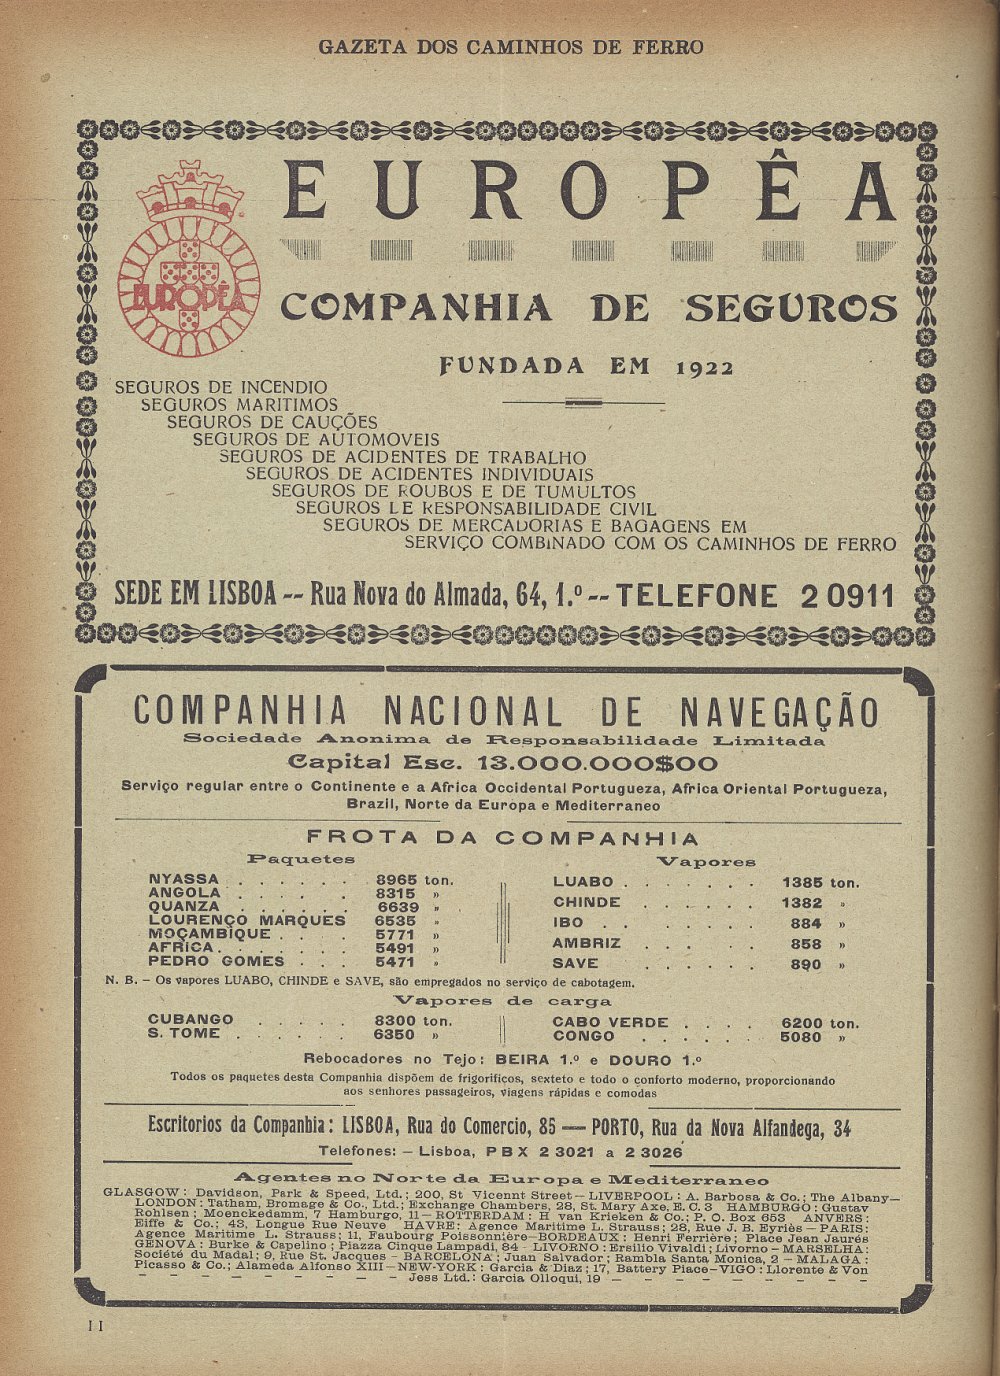 GAZETA DOS CAMINHOS DE FERRO
EUROPÊA
EUROPÊA
COMPANHIA DE SEGUROS
FUNDADA EM 1922
SEGUROS DE INCENDIO
SEGUROS MARITIMOS
SEGUROS DE CAUÇÕES
SEGUROS DE AUTOMOVEIS
SEGUROS DE ACIDENTES DE TRABALHO
SEGUROS DE ACIDENTES INDIVIDUAIS
SEGUROS DE ROUBOS E DE TUMULTOS
SEGUROS DE RESPONSABILIDADE CIVIL
SEGUROS DE MERCADORIAS E BAGAGENS EM
SERVIÇO COMBINADO COM OS CAMINHOS DE FERRO
SEDE EM LISBOA -- Rua Nova do Almada, 64, 1.º -- TELEFONE 2 0911
COMPANHIA NACIONAL DE NAVEGAÇÃO
Sociedade Anonima de Responsabilidade Limitada
Capital Esc. 13.000.000$00
Serviço regular entre o Continente e a Africa Occidental Portugueza, Africa Oriental Portugueza,
Brazil, Norte da Europa e Mediterraneo
FROTA DA COMPANHIA
Paquetes
NYASSA . . . . . . 8965 ton.
ANGOLA . . . . . 8315 »
QUANZA . . . . . . 6639 »
LOURENÇO MARQUES 6535 »
MOÇAMBIQUE . . . . 5771 »
AFRICA . . . . . . 5491 »
PEDRO GOMES . . . 5471 »
Vapores
LUABO . . . . . . . 1385 ton.
CHINDE . . . . . . 1382 »
IBO . . . . . . . 884 »
AMBRIZ . . . . . . 858 »
SAVE . . . . . . 890 »
N. B. – Os vapores LUABO, CHINDE e SAVE, são empregados no serviço de cabotagem.
Vapores de carga
CUBANGO . . . . . 8300 ton.
S. TOME . . . . . 6350 »
CABO VERDE . . . . 6200 ton.
CONGO . . . . . . 5080 »
Rebocadores no Tejo: BEIRA 1.º e DOURO 1.º
Todos os paquetes desta Companhia dispõem de frigorificos, sexteto e todo o conforto moderno, proporcionando
aos senhores passageiros, viagens rápidas e comodas
Escritorios da Companhia: LISBOA, Rua do Comercio, 85 — PORTO, Rua da Nova Alfandega, 34
Telefones: – Lisboa, PBX 2 3021 a 2 3026
Agentes no Norte da Europa e Mediterraneo
GLASGOW: Davidson, Park & Speed, Ltd.; 200, St Vicennt Street – LIVERPOOL: A. Barbosa & Co.; The Albany–
LONDON: Tatham, Bromage & Co., Ltd.; Exchange Chambers, 28, St. Mary Axe, E. C. 3 HAMBURGO: Gustav
Rohlsen; Moenckedamm, 7 Hamburgo, 11 – ROTTERDAM: H van Krieken & Co.; P. O. Box 653 ANVERS:
Eiffe & Co.; 43, Longue Rue Neuve HAVRE: Agence Maritime L. Strauss; 28, Rue J. B. Eyriès – PARIS:
Agence Maritime L. Strauss; 11, Faubourg Poissonnière – BORDEAUX: Henri Ferrière; Place Jean Jaurés
GENOVA: Burke & Capelino; Piazza Cinque Lampadi, 84 – LIVORNO: Ersilio Vivaldi; Livorno – MARSELHA:
Société du Madal; 9, Rue St. Jacques – BARCELONA; Juan Salvador; Rambla Santa Monica, 2 – MALAGA:
Picasso & Co.; Alameda Alfonso XIII – NEW-YORK: Garcia & Diaz; 17, Battery Place – VIGO: Llorente & Von
Jess Ltd.: Garcia Olloqui, 19
II